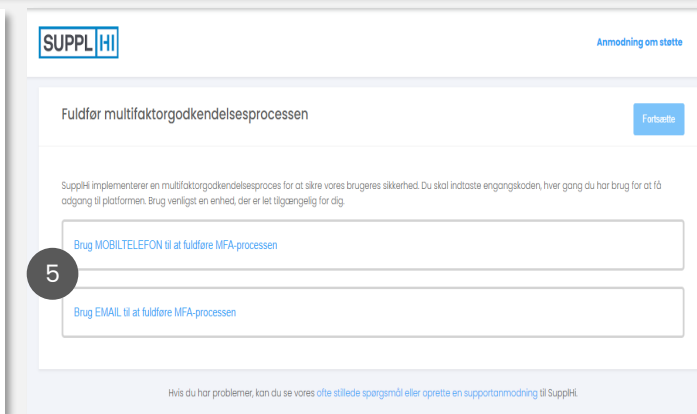 SUPPLHI
Anmodning om støtte
Fuldfør multifaktorgodkendelsesprocessen
Fortsætte
SupplHi implementerer en multifaktorgodkendelsesproces for at sikre vores brugeres sikkerhed. Du skal indtaste engangskoden, hver gang du har brug for at få
adgang til platformen. Brug venligst en enhed, der er let tilgængelig for dig.
Brug MOBILTELEFON til at fuldføre MFA-processen
5
Brug EMAIL til at fuldføre MFA-processen
Hvis du har problemer, kan du se vores ofte stillede spørgsmål eller oprette en supportanmodning til SupplHi.